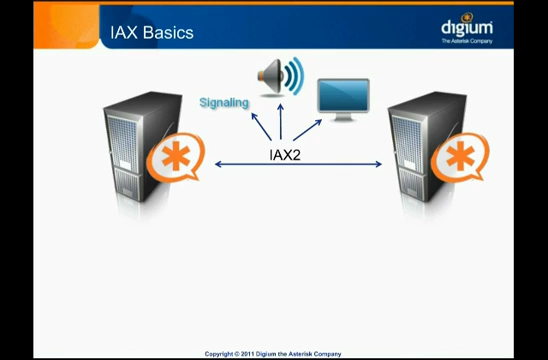 IAX Basics
digium
The Asterisk Company
Signaling
IAX2
Copyright © 2011 Digium the Asterisk Company